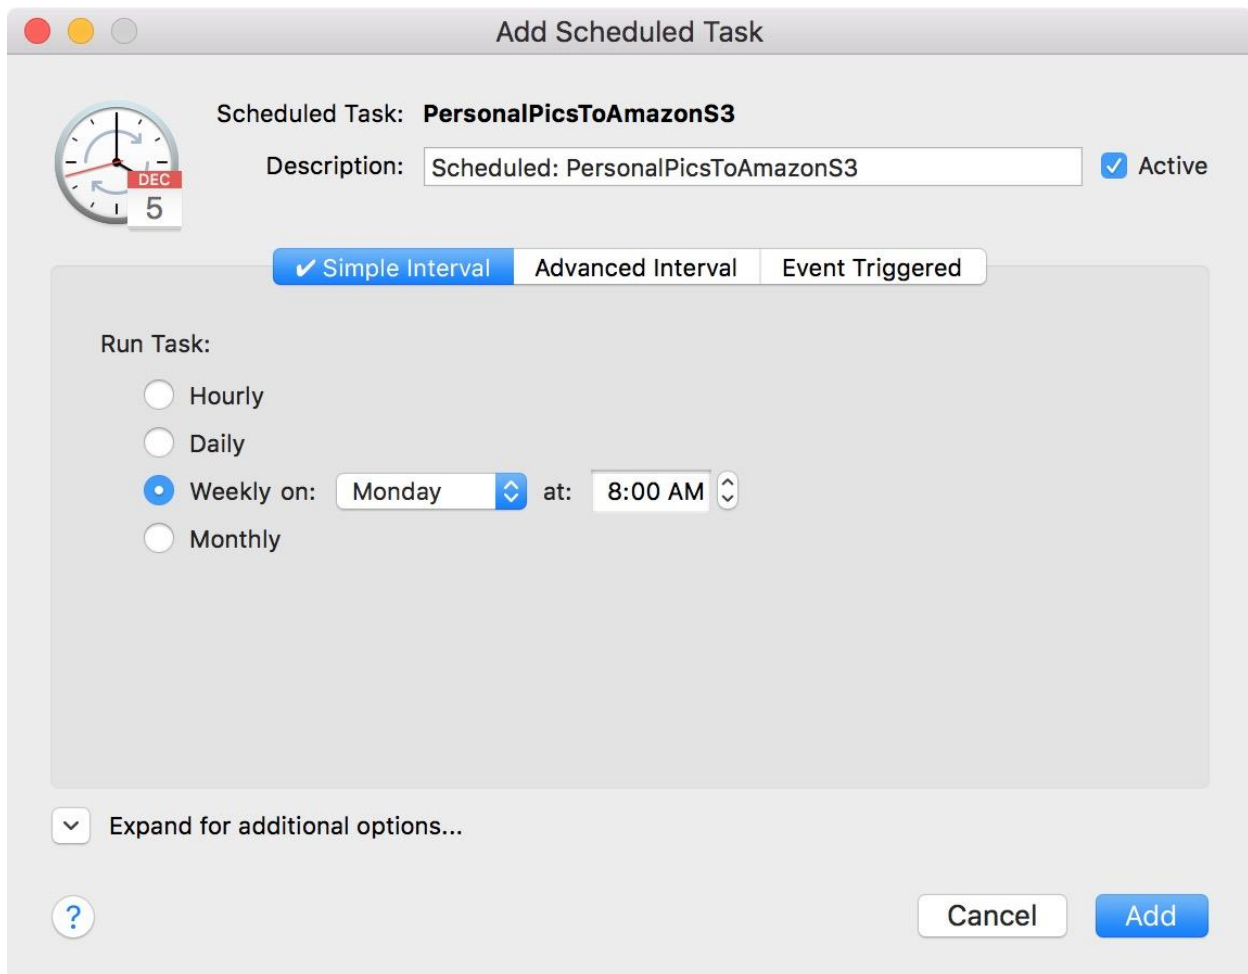 Add Scheduled Task
Scheduled Task: PersonalPicsToAmazonS3
Description: Scheduled: PersonalPicsToAmazonS3 Active
DEC
5
✔ Simple Interval Advanced Interval Event Triggered
Run Task:
Hourly
Daily
Weekly on: Monday at: 8:00 AM
Monthly
Expand for additional options...
? Cancel Add